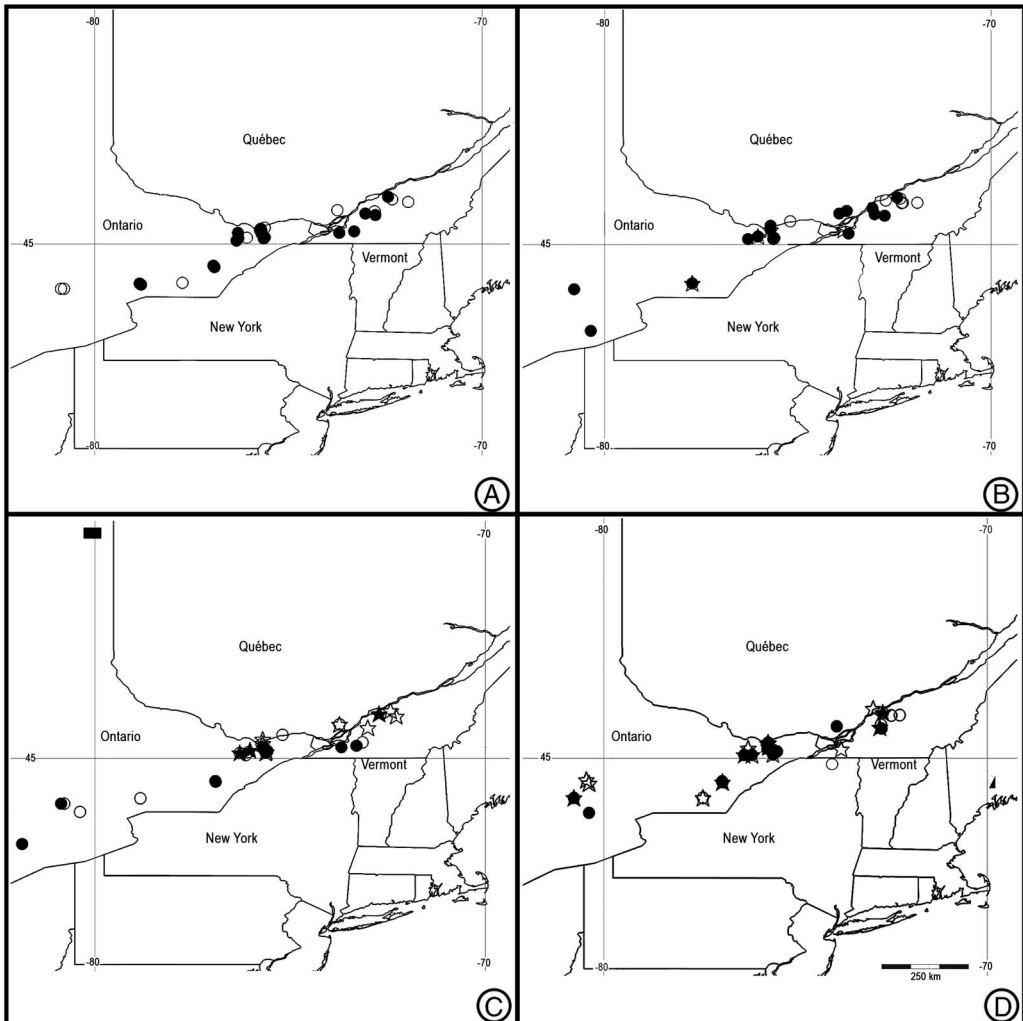 -80
-70
Québec
Ontario
45
Vermont
New York
-80
-70
A
-80
-70
Québec
Ontario
45
Vermont
New York
-80
-70
B
-80
-70
Québec
Ontario
45
Vermont
New York
-80
-70
C
-80
-70
Québec
Ontario
45
Vermont
New York
-80
-70
250 km
D